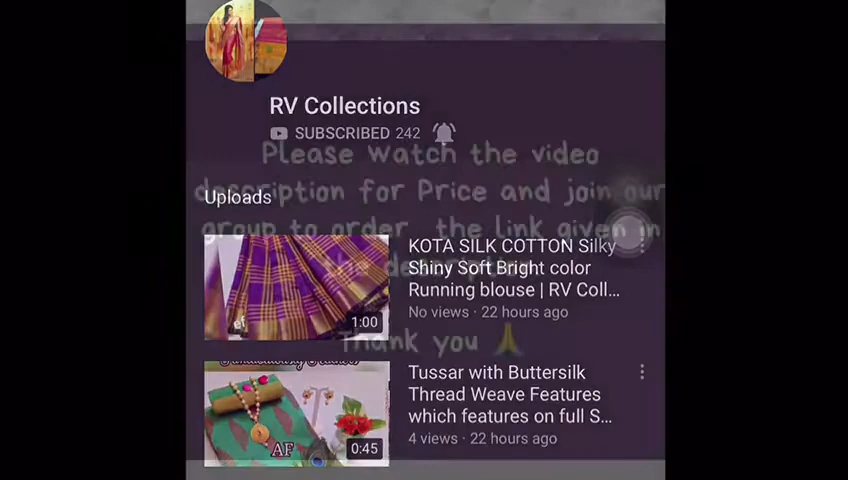 RV Collections
SUBSCRIBED 242
Please watch the video
description for Price and join our
Uploads
group to order the link given in
the description
KOTA SILK COTTON Silky
Shiny Soft Bright color
Running blouse | RV Coll...
1:00
No views · 22 hours ago
Thank you 🙏
Tussar with Buttersilk
Thread Weave Features
which features on full S...
AF
0:45
4 views · 22 hours ago